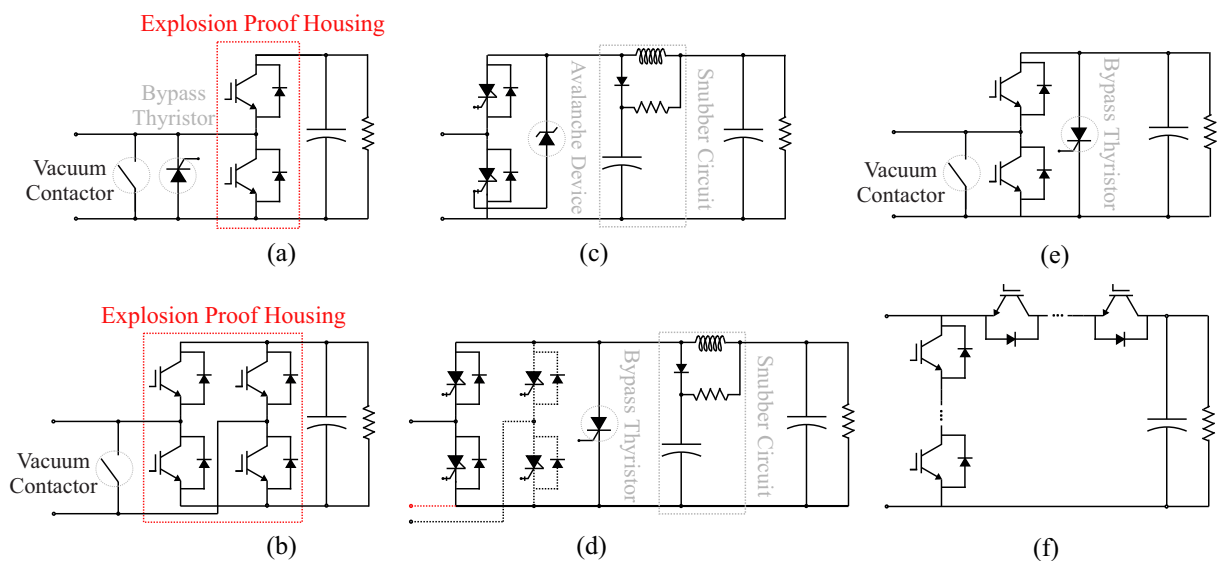 Explosion Proof Housing
Bypass
Thyristor
Vacuum
Contactor
(a)
Avalanche Device
Snubber Circuit
(c)
Vacuum
Contactor
Bypass Thyristor
(e)
Explosion Proof Housing
Vacuum
Contactor
(b)
Bypass Thyristor
Snubber Circuit
(d)
(f)